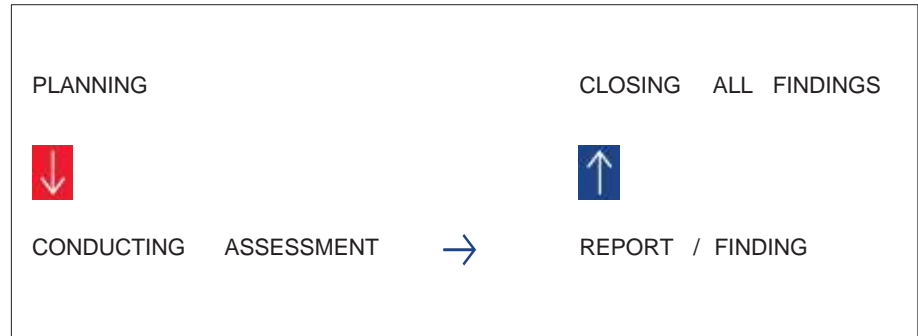 PLANNING
CLOSING ALL FINDINGS
CONDUCTING ASSESSMENT
REPORT / FINDING